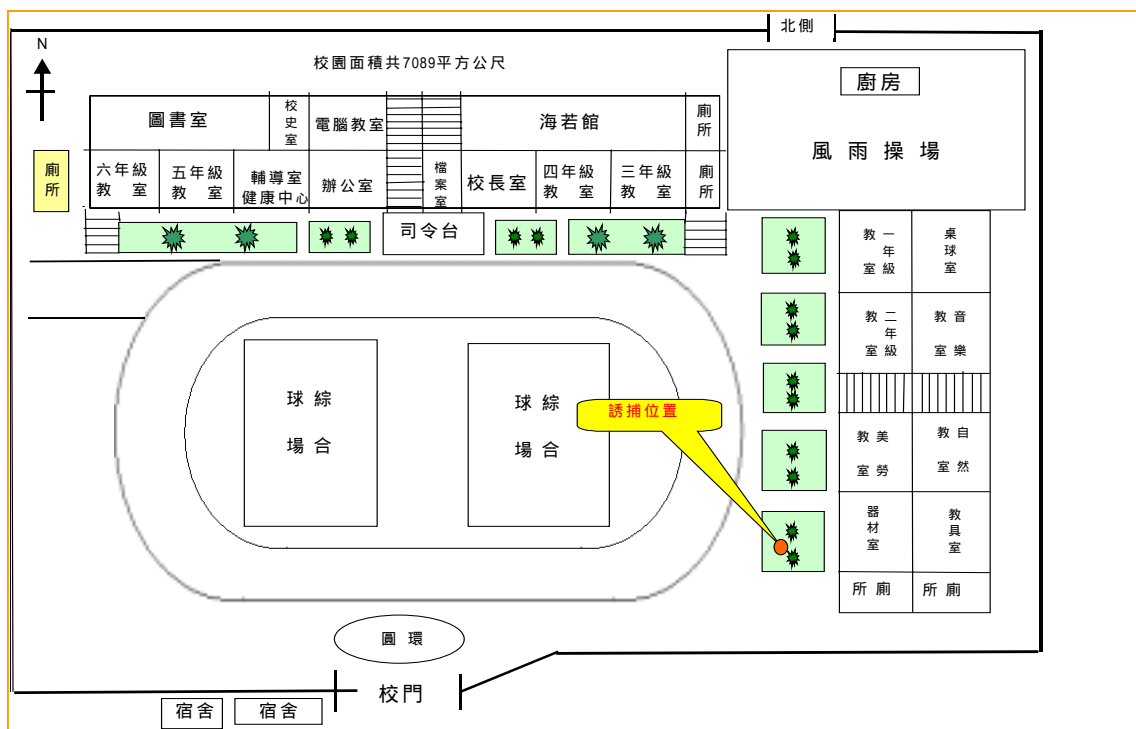 北側
N
校園面積共7089平方公尺
廚房
風雨操場
圖書室
校史室
電腦教室
海若館
廁所
廁所
六年級
教 室
五年級
教 室
輔導室
健康中心
辦公室
檔案室
校長室
四年級
教 室
三年級
教 室
廁所
司令台
教 一
年
室 級
桌球室
教 二
年
室 級
教 音
室 樂
球 綜
場 合
球 綜
場 合
誘捕位置
教 美
室 勞
教 自
室 然
器材室
教具室
所 廁
所 廁
圓 環
校門
宿舍
宿舍